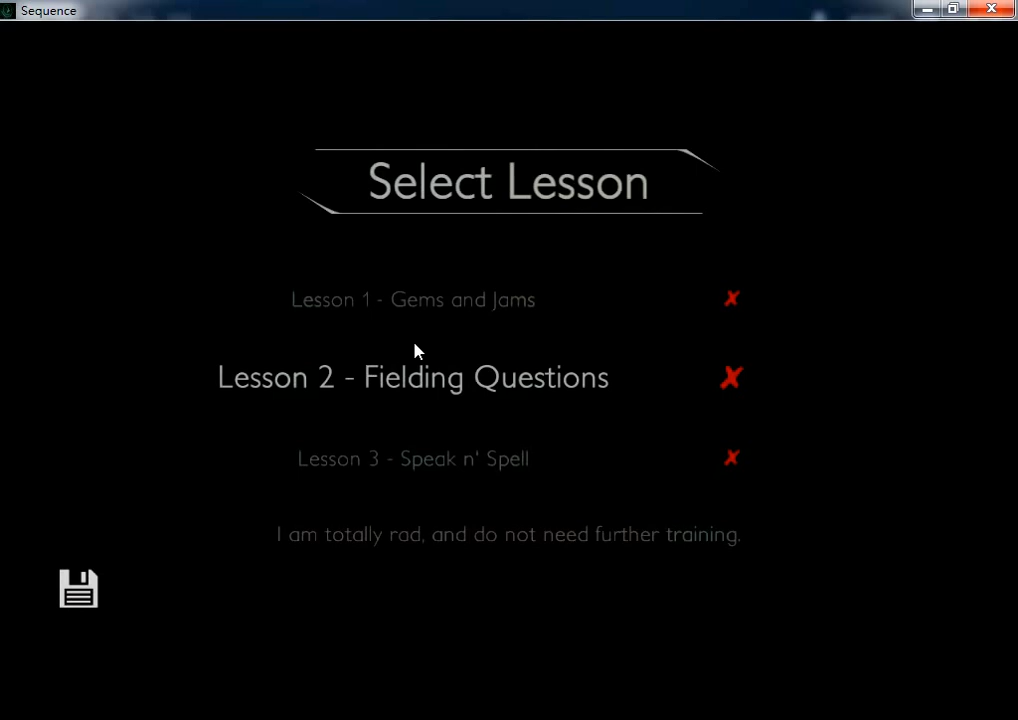 Sequence
Select Lesson
Lesson 1 - Gems and Jams
Lesson 2 - Fielding Questions
Lesson 3 - Speak n' Spell
I am totally rad, and do not need further training.